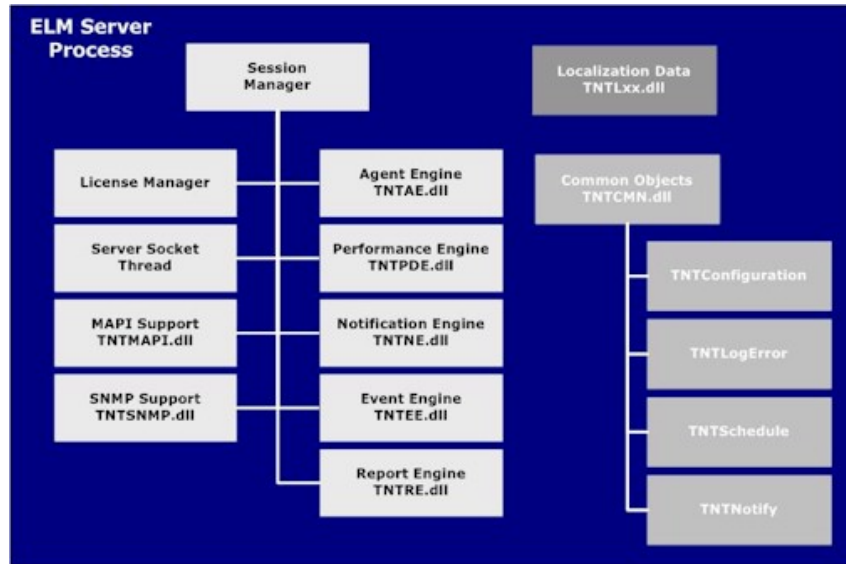 ELM Server
Process
Session
Manager
Localization Data
TNTLxx.dll
License Manager
Agent Engine
TNTAE.dll
Common Objects
TNTCMN.dll
Server Socket
Thread
Performance Engine
TNTPDE.dll
TNTConfiguration
MAPI Support
TNTMAPI.dll
Notification Engine
TNTNE.dll
TNTLogError
SNMP Support
TNTSNMP.dll
Event Engine
TNTEE.dll
TNTSchedule
Report Engine
TNTRE.dll
TNTNotify